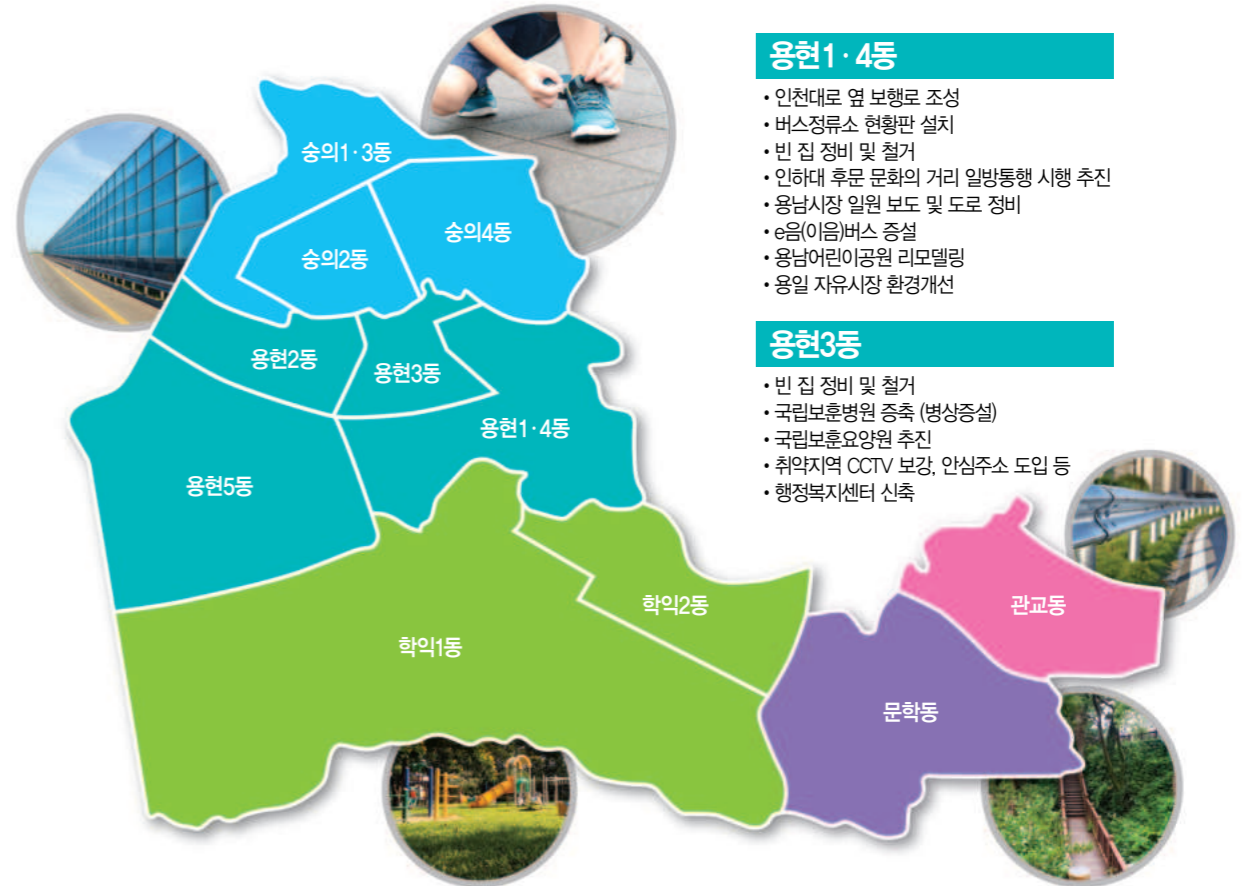 용현1·4동
• 인천대로 옆 보행로 조성
• 버스정류소 현황판 설치
• 빈 집 정비 및 철거
• 인하대 후문 문화의 거리 일방통행 시행 추진
• 용남시장 일원 보도 및 도로 정비
• e음(이음)버스 증설
• 용남어린이공원 리모델링
• 용일 자유시장 환경개선
용현3동
• 빈 집 정비 및 철거
• 국립보훈병원 증축 (병상증설)
• 국립보훈요양원 추진
• 취약지역 CCTV 보강, 안심주소 도입 등
• 행정복지센터 신축
숭의1·3동
숭의4동
숭의2동
용현2동
용현3동
용현1·4동
용현5동
학익2동
관교동
학익1동
문학동